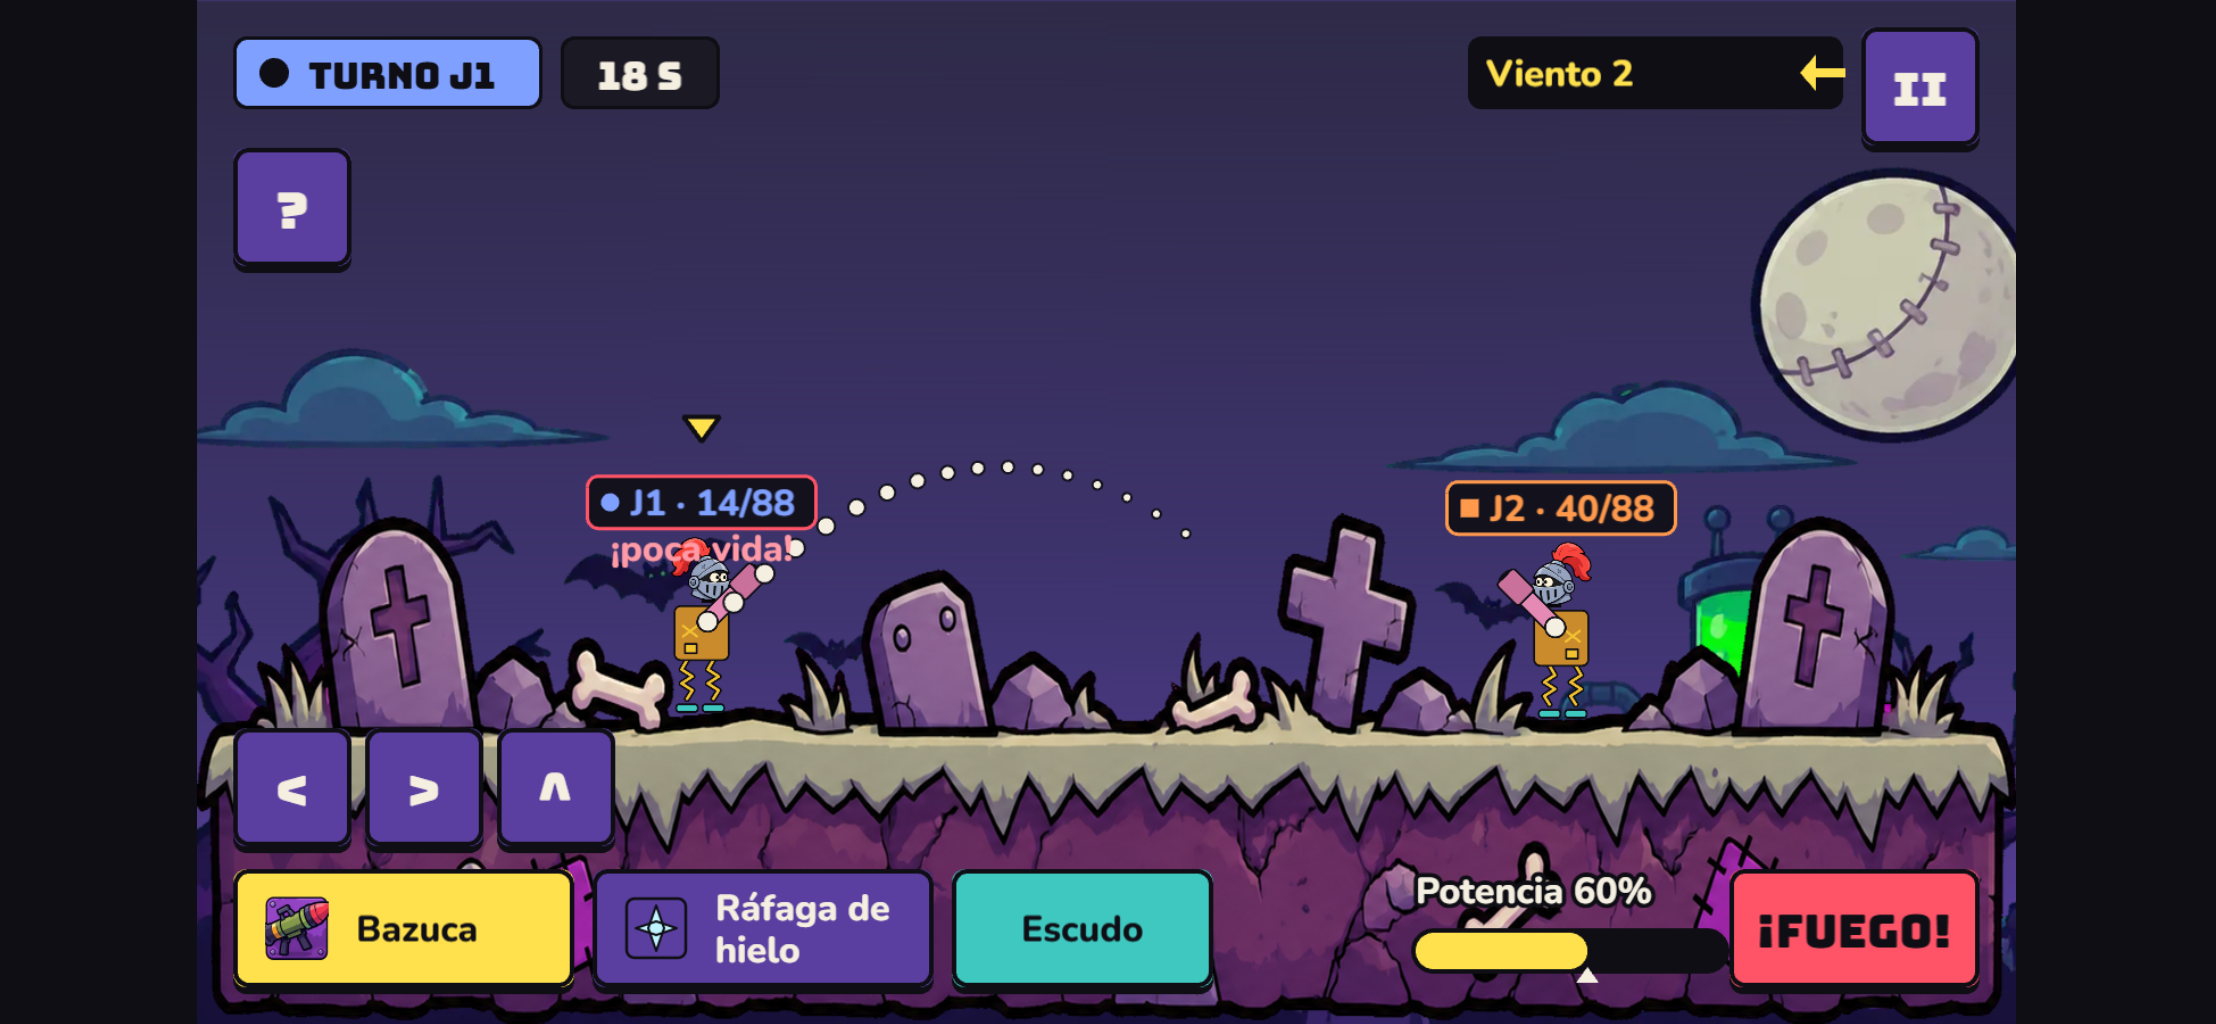 TURNO J1
18 S
Viento 2
II
?
J1 · 14/88
¡poca vida!
J2 · 40/88
<
>
^
Bazuca
Ráfaga de
hielo
Escudo
Potencia 60%
¡FUEGO!